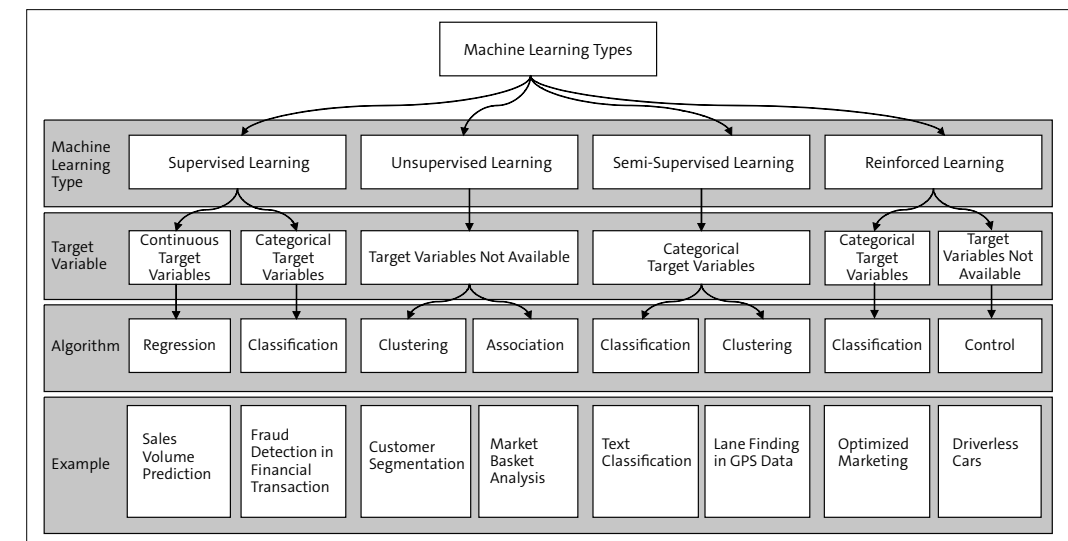 Machine Learning Types
Machine
Learning
Type
Supervised Learning
Unsupervised Learning
Semi-Supervised Learning
Reinforced Learning
Target
Variable
Continuous
Target
Variables
Categorical
Target
Variables
Target Variables Not Available
Categorical
Target Variables
Categorical
Target
Variables
Target
Variables Not
Available
Algorithm
Regression
Classification
Clustering
Association
Classification
Clustering
Classification
Control
Example
Sales
Volume
Prediction
Fraud
Detection in
Financial
Transaction
Customer
Segmentation
Market
Basket
Analysis
Text
Classification
Lane Finding
in GPS Data
Optimized
Marketing
Driverless
Cars